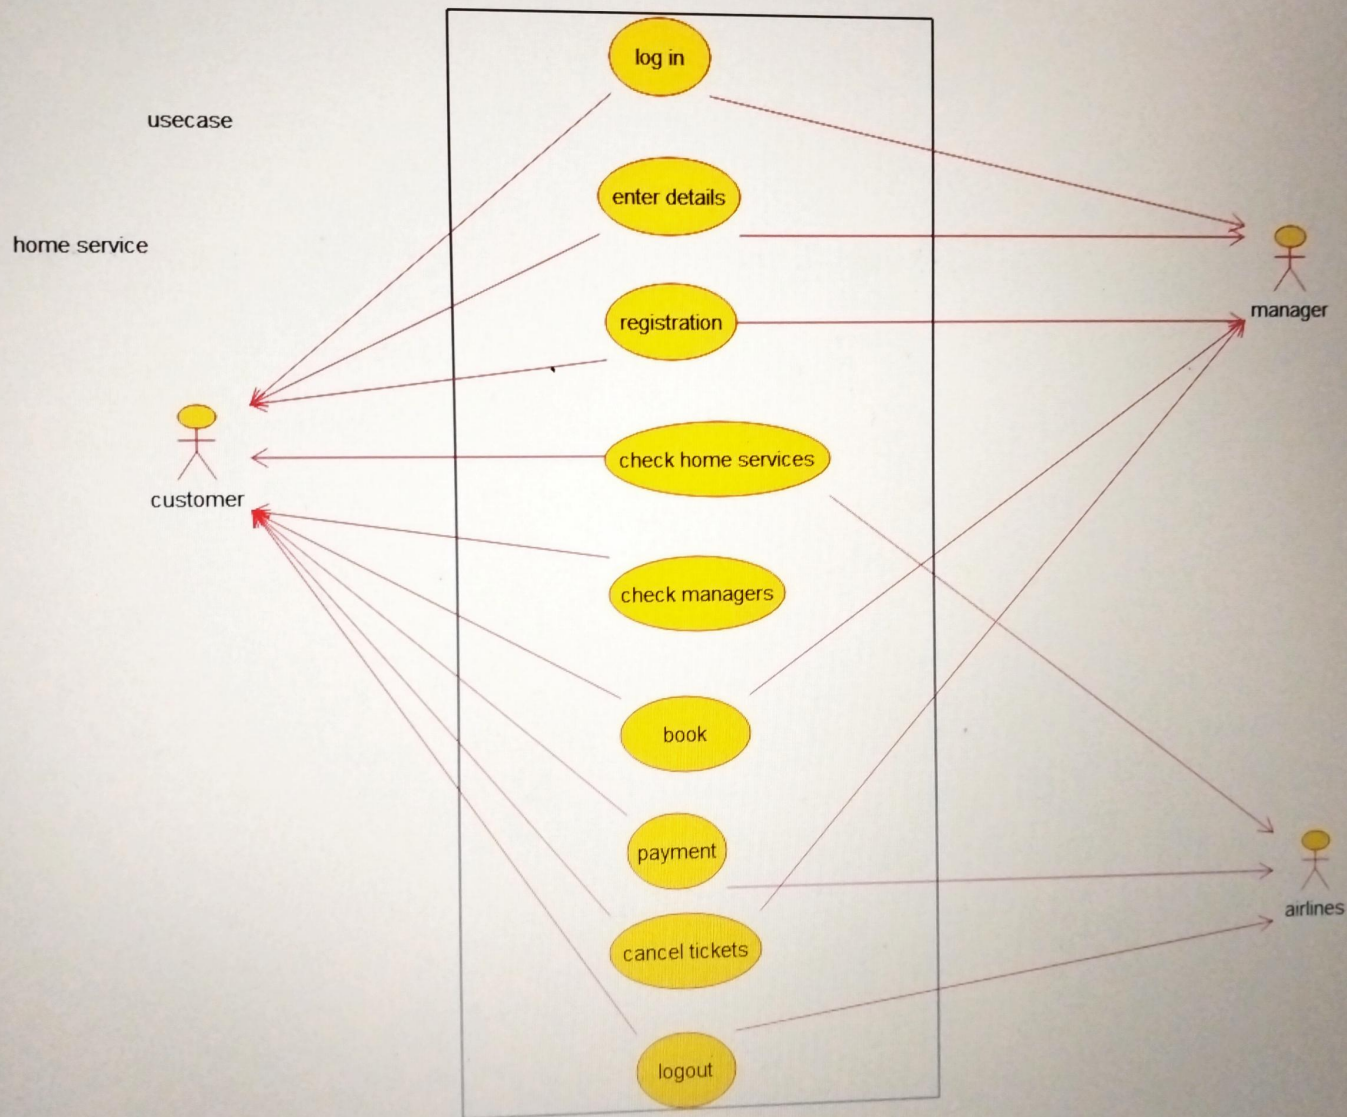 log in
usecase
enter details
home service
registration
manager
check home services
customer
check managers
book
payment
airlines
cancel tickets
logout